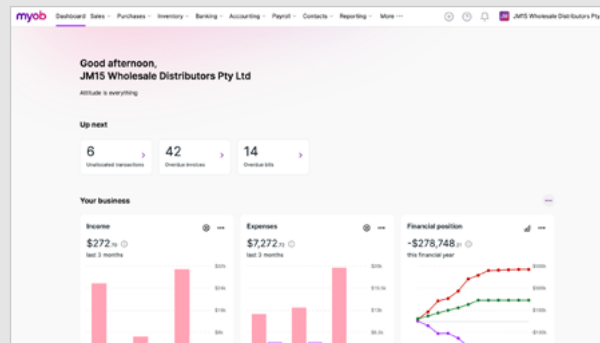 myob Dashboard Sales Purchases Inventory Banking Accounting Payroll Contacts Reporting More ··· JM JM15 Wholesale Distributors Pty
Good afternoon,
JM15 Wholesale Distributors Pty Ltd
Attitude is everything
Up next
6 42 14
Unallocated transactions Overdue invoices Overdue bills
Your business
Income Expenses Financial position
$272 $7,272 -$278,748
last 3 months last 3 months this financial year